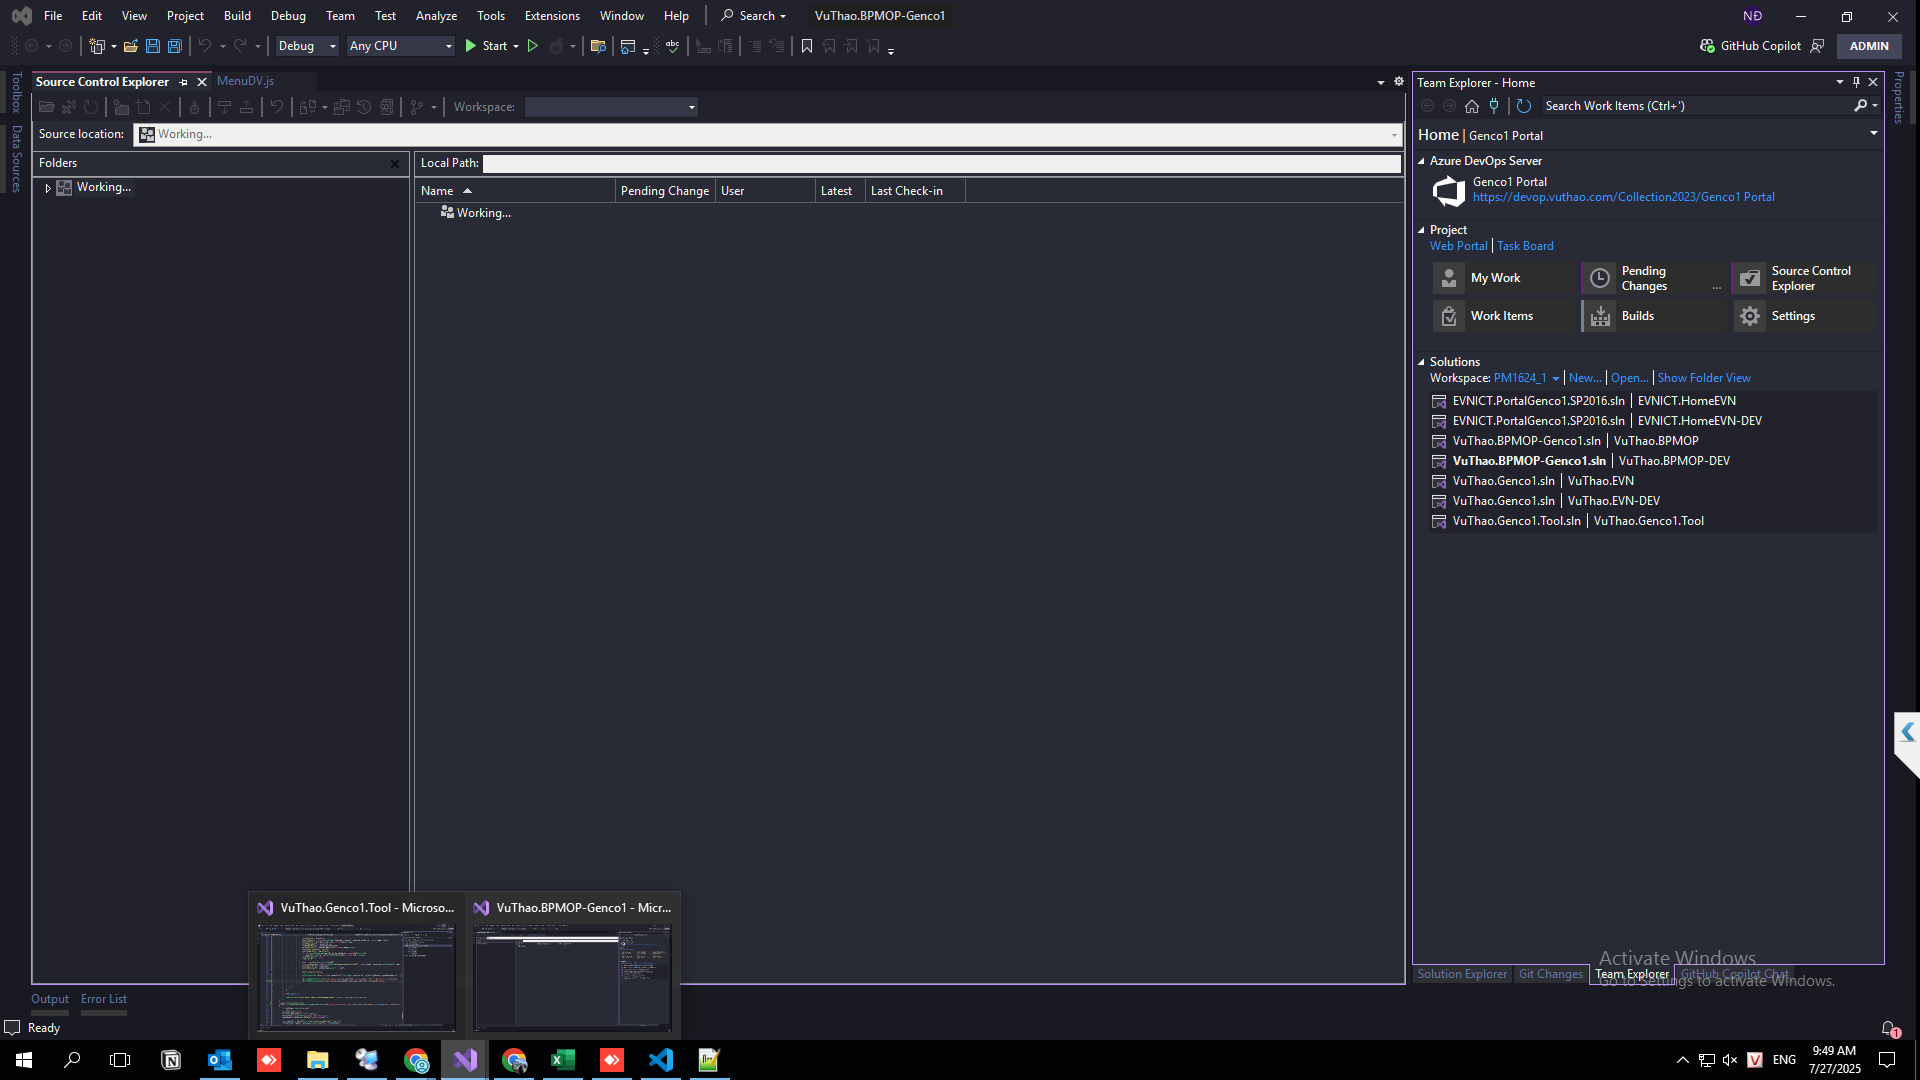 File Edit View Project Build Debug Team Test Analyze Tools Extensions Window Help Search VuThao.BPMOP-Genco1 NĐ
Debug Any CPU Start GitHub Copilot ADMIN
Toolbox
Data Sources
Source Control Explorer MenuDV.js
Workspace:
Source location: Working...
Folders
Working...
Local Path:
Name Pending Change User Latest Last Check-in
Working...
Team Explorer - Home
Search Work Items (Ctrl+')
Home | Genco1 Portal
Azure DevOps Server
Genco1 Portal
https://devop.vuthao.com/Collection2023/Genco1 Portal
Project
Web Portal | Task Board
My Work
Pending Changes ...
Source Control Explorer
Work Items
Builds
Settings
Solutions
Workspace: PM1624_1 | New... | Open... | Show Folder View
EVNICT.PortalGenco1.SP2016.sln | EVNICT.HomeEVN
EVNICT.PortalGenco1.SP2016.sln | EVNICT.HomeEVN-DEV
VuThao.BPMOP-Genco1.sln | VuThao.BPMOP
VuThao.BPMOP-Genco1.sln | VuThao.BPMOP-DEV
VuThao.Genco1.sln | VuThao.EVN
VuThao.Genco1.sln | VuThao.EVN-DEV
VuThao.Genco1.Tool.sln | VuThao.Genco1.Tool
Properties
VuThao.Genco1.Tool - Microso...
VuThao.BPMOP-Genco1 - Micr...
Activate Windows
Go to Settings to activate Windows.
Solution Explorer Git Changes Team Explorer GitHub Copilot Chat
Output Error List
Ready
1
ENG
9:49 AM
7/27/2025